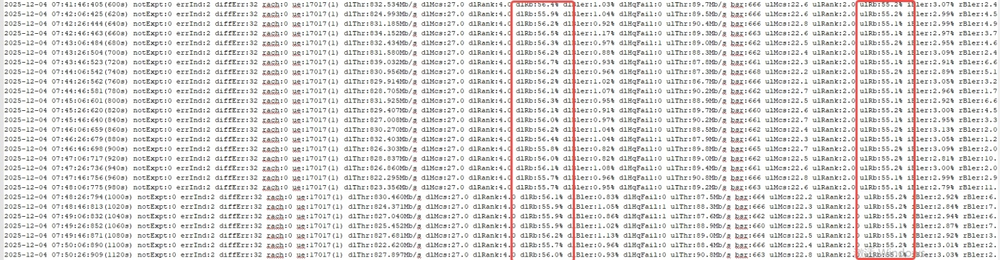 2025-12-04 07:41:46:405(600s) notExpt:0 errInd:2 diffErr:32 rach:0 ue:17017(1) dlThr:832.534Mb/s dlMcs:27.0 dlRank:4. :1.03% dlHqFail:0 ulThr:89.7Mb/s bsr:666 ulMcs:22.6 ulRank:2.0 ulRb:55.2% Bler:3.07% rBler:2.4
2025-12-04 07:42:06:425(620s) notExpt:0 errInd:2 diffErr:32 rach:0 ue:17017(1) dlThr:824.993Mb/s dlMcs:27.0 dlRank:4.0 dlRb:55.9% dlBler:1.04% dlHqFail:0 ulThr:89.5Mb/s bsr:666 ulMcs:22.6 ulRank:2.0 ulRb:55.2% iBler:2.99% rBler:4.5
2025-12-04 07:42:26:444(640s) notExpt:0 errInd:2 diffErr:32 rach:0 ue:17017(1) dlThr:831.185Mb/s dlMcs:27.0 dlRank:4.0 dlRb:56.2% dlBler:0.92% dlHqFail:0 ulThr:90.4Mb/s bsr:666 ulMcs:22.8 ulRank:2.0 ulRb:55.1% iBler:2.99% rBler:4.9
2025-12-04 07:42:46:463(660s) notExpt:0 errInd:2 diffErr:32 rach:0 ue:17017(1) dlThr:834.152Mb/s dlMcs:27.0 dlRank:4.0 dlRb:56.5% dlBler:1.17% dlHqFail:0 ulThr:89.3Mb/s bsr:663 ulMcs:22.6 ulRank:2.0 ulRb:55.1% iBler:2.97% rBler:3.7
2025-12-04 07:43:06:484(680s) notExpt:0 errInd:2 diffErr:32 rach:0 ue:17017(1) dlThr:832.434Mb/s dlMcs:27.0 dlRank:4.0 dlRb:56.3% dlBler:0.97% dlHqFail:1 ulThr:89.0Mb/s bsr:662 ulMcs:22.5 ulRank:2.0 ulRb:55.2% iBler:2.95% rBler:4.6
2025-12-04 07:43:26:504(700s) notExpt:0 errInd:2 diffErr:32 rach:0 ue:17017(1) dlThr:831.580Mb/s dlMcs:27.0 dlRank:4.0 dlRb:56.2% dlBler:0.88% dlHqFail:0 ulThr:88.3Mb/s bsr:662 ulMcs:22.4 ulRank:2.0 ulRb:55.1% iBler:3.09% rBler:2.4
2025-12-04 07:43:46:523(720s) notExpt:0 errInd:2 diffErr:32 rach:0 ue:17017(1) dlThr:839.032Mb/s dlMcs:27.0 dlRank:4.0 dlRb:56.7% dlBler:0.93% dlHqFail:0 ulThr:87.8Mb/s bsr:661 ulMcs:22.3 ulRank:2.0 ulRb:55.1% iBler:2.91% rBler:6.6
2025-12-04 07:44:06:542(740s) notExpt:0 errInd:2 diffErr:32 rach:0 ue:17017(1) dlThr:830.956Mb/s dlMcs:27.0 dlRank:4.0 dlRb:56.2% dlBler:0.96% dlHqFail:0 ulThr:87.3Mb/s bsr:668 ulMcs:22.2 ulRank:2.0 ulRb:55.2% iBler:2.89% rBler:5.1
2025-12-04 07:44:26:562(760s) notExpt:0 errInd:2 diffErr:32 rach:0 ue:17017(1) dlThr:829.914Mb/s dlMcs:27.0 dlRank:4.0 dlRb:56.2% dlBler:1.02% dlHqFail:0 ulThr:86.7Mb/s bsr:662 ulMcs:22.1 ulRank:2.0 ulRb:55.1% iBler:3.05% rBler:3.2
2025-12-04 07:44:46:581(780s) notExpt:0 errInd:2 diffErr:32 rach:0 ue:17017(1) dlThr:828.705Mb/s dlMcs:27.0 dlRank:4.0 dlRb:56.1% dlBler:1.07% dlHqFail:0 ulThr:90.2Mb/s bsr:662 ulMcs:22.7 ulRank:2.0 ulRb:55.1% iBler:2.96% rBler:1.7
2025-12-04 07:45:06:601(800s) notExpt:0 errInd:2 diffErr:32 rach:0 ue:17017(1) dlThr:831.925Mb/s dlMcs:27.0 dlRank:4.0 dlRb:56.3% dlBler:0.95% dlHqFail:0 ulThr:88.9Mb/s bsr:664 ulMcs:22.5 ulRank:2.0 ulRb:55.1% iBler:2.92% rBler:6.6
2025-12-04 07:45:26:620(820s) notExpt:0 errInd:2 diffErr:32 rach:0 ue:17017(1) dlThr:829.407Mb/s dlMcs:27.0 dlRank:4.0 dlRb:56.1% dlBler:0.91% dlHqFail:0 ulThr:89.7Mb/s bsr:660 ulMcs:22.6 ulRank:2.0 ulRb:55.2% iBler:3.00% rBler:4.5
2025-12-04 07:45:46:640(840s) notExpt:0 errInd:2 diffErr:32 rach:0 ue:17017(1) dlThr:827.008Mb/s dlMcs:27.0 dlRank:4.0 dlRb:56.0% dlBler:0.97% dlHqFail:0 ulThr:90.2Mb/s bsr:661 ulMcs:22.7 ulRank:2.0 ulRb:55.1% iBler:2.95% rBler:3.3
2025-12-04 07:46:06:659(860s) notExpt:0 errInd:2 diffErr:32 rach:0 ue:17017(1) dlThr:830.270Mb/s dlMcs:27.0 dlRank:4.0 dlRb:56.2% dlBler:1.04% dlHqFail:0 ulThr:88.9Mb/s bsr:659 ulMcs:22.5 ulRank:2.0 ulRb:55.2% iBler:3.13% rBler:2.0
2025-12-04 07:46:26:679(880s) notExpt:0 errInd:2 diffErr:32 rach:0 ue:17017(1) dlThr:832.403Mb/s dlMcs:27.0 dlRank:4.0 dlRb:56.4% dlBler:1.04% dlHqFail:0 ulThr:87.9Mb/s bsr:661 ulMcs:22.3 ulRank:2.0 ulRb:55.1% iBler:3.05% rBler:1.2
2025-12-04 07:46:46:698(900s) notExpt:0 errInd:2 diffErr:32 rach:0 ue:17017(1) dlThr:826.303Mb/s dlMcs:27.0 dlRank:4.0 dlRb:55.8% dlBler:0.82% dlHqFail:0 ulThr:89.8Mb/s bsr:665 ulMcs:22.7 ulRank:2.0 ulRb:55.2% iBler:3.09% rBler:2.
2025-12-04 07:47:06:717(920s) notExpt:0 errInd:2 diffErr:32 rach:0 ue:17017(1) dlThr:828.837Mb/s dlMcs:27.0 dlRank:4.0 dlRb:56.0% dlBler:0.82% dlHqFail:0 ulThr:89.0Mb/s bsr:662 ulMcs:22.5 ulRank:2.0 ulRb:55.1% iBler:2.81% rBler:10.
2025-12-04 07:47:26:736(940s) notExpt:0 errInd:2 diffErr:32 rach:0 ue:17017(1) dlThr:826.860Mb/s dlMcs:27.0 dlRank:4.0 dlRb:56.1% dlBler:1.08% dlHqFail:0 ulThr:89.4Mb/s bsr:661 ulMcs:22.6 ulRank:2.0 ulRb:55.1% iBler:3.00% rBler:2.
2025-12-04 07:47:46:756(960s) notExpt:0 errInd:2 diffErr:32 rach:0 ue:17017(1) dlThr:822.295Mb/s dlMcs:27.0 dlRank:4.0 dlRb:55.7% dlBler:0.96% dlHqFail:0 ulThr:90.8Mb/s bsr:663 ulMcs:22.8 ulRank:2.0 ulRb:55.1% iBler:2.99% rBler:2.9
2025-12-04 07:48:06:775(980s) notExpt:0 errInd:2 diffErr:32 rach:0 ue:17017(1) dlThr:823.356Mb/s dlMcs:27.0 dlRank:4.0 dlRb:55.7% dlBler:0.95% dlHqFail:0 ulThr:90.2Mb/s bsr:666 ulMcs:22.7 ulRank:2.0 ulRb:55.1% iBler:3.05% rBler:11.
2025-12-04 07:48:26:794(1000s) notExpt:0 errInd:2 diffErr:32 rach:0 ue:17017(1) dlThr:830.460Mb/s dlMcs:27.0 dlRank:4.0 dlRb:56.1% dlBler:0.83% dlHqFail:0 ulThr:87.5Mb/s bsr:664 ulMcs:22.2 ulRank:2.0 ulRb:55.2% iBler:2.92% rBler:6.
2025-12-04 07:48:46:813(1020s) notExpt:0 errInd:2 diffErr:32 rach:0 ue:17017(1) dlThr:824.371Mb/s dlMcs:27.0 dlRank:4.0 dlRb:55.9% dlBler:1.05% dlHqFail:1 ulThr:88.3Mb/s bsr:666 ulMcs:22.3 ulRank:2.0 ulRb:55.2% iBler:2.84% rBler:7.
2025-12-04 07:49:06:832(1040s) notExpt:0 errInd:2 diffErr:32 rach:0 ue:17017(1) dlThr:827.040Mb/s dlMcs:27.0 dlRank:4.0 dlRb:55.9% dlBler:0.86% dlHqFail:0 ulThr:87.6Mb/s bsr:662 ulMcs:22.3 ulRank:2.0 ulRb:55.2% iBler:2.94% rBler:6.
2025-12-04 07:49:26:852(1060s) notExpt:0 errInd:2 diffErr:32 rach:0 ue:17017(1) dlThr:825.452Mb/s dlMcs:27.0 dlRank:4.0 dlRb:55.9% dlBler:1.02% dlHqFail:0 ulThr:88.9Mb/s bsr:660 ulMcs:22.5 ulRank:2.0 ulRb:55.1% iBler:2.87% rBler:7.
2025-12-04 07:49:46:871(1080s) notExpt:0 errInd:2 diffErr:32 rach:0 ue:17017(1) dlThr:827.681Mb/s dlMcs:27.0 dlRank:4.0 dlRb:56.2% dlBler:1.13% dlHqFail:0 ulThr:89.0Mb/s bsr:664 ulMcs:22.5 ulRank:2.0 ulRb:55.1% iBler:2.92% rBler:3.
2025-12-04 07:50:06:890(1100s) notExpt:0 errInd:2 diffErr:32 rach:0 ue:17017(1) dlThr:822.620Mb/s dlMcs:27.0 dlRank:4.0 dlRb:55.7% dlBler:0.96% dlHqFail:0 ulThr:88.4Mb/s bsr:666 ulMcs:22.4 ulRank:2.0 ulRb:55.2% iBler:3.01% rBler:2.
2025-12-04 07:50:26:909(1120s) notExpt:0 errInd:2 diffErr:32 rach:0 ue:17017(1) dlThr:827.897Mb/s dlMcs:27.0 dlRank:4.0 dlRb:56.0% dlBler:0.93% dlHqFail:0 ulThr:90.8Mb/s bsr:663 ulMcs:22.8 ulRank:2.0 ulRb:55.1% iBler:3.03% rBler:2.